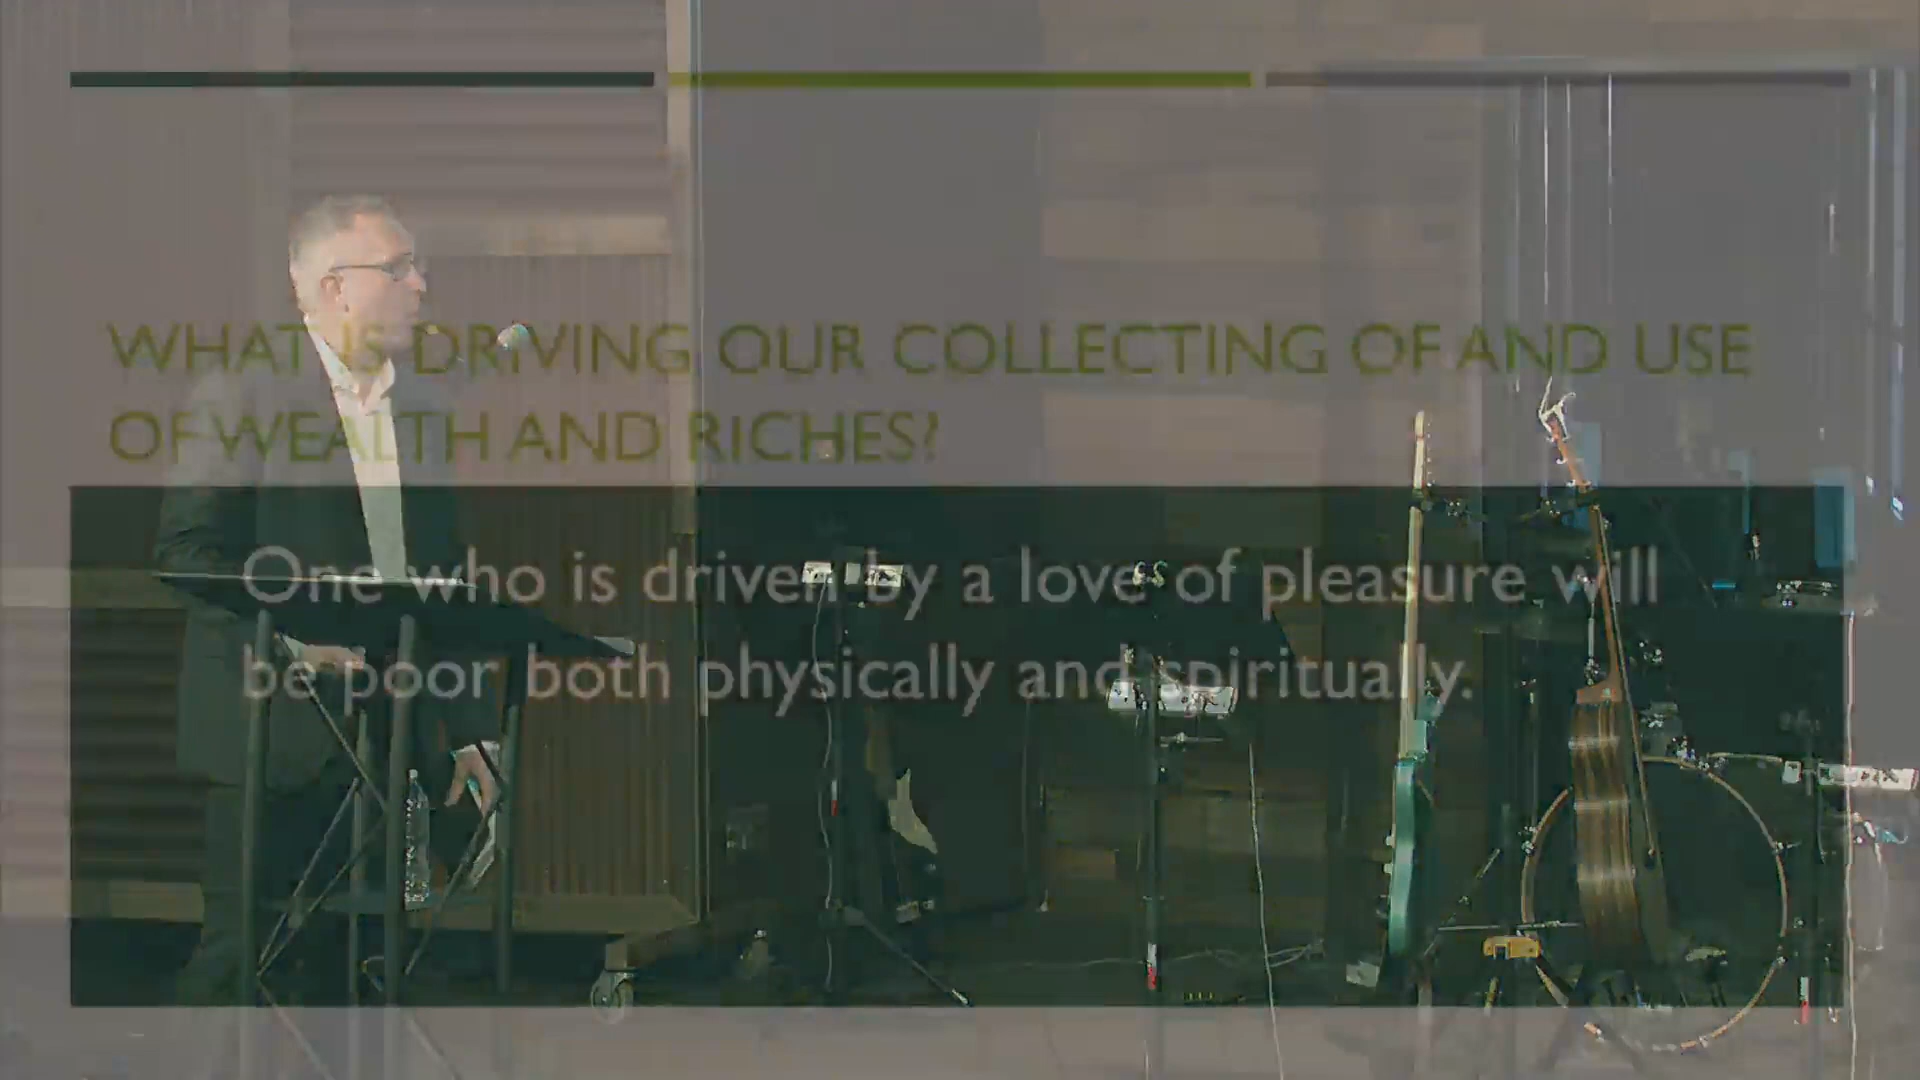 WHAT IS DRIVING OUR COLLECTING OF AND USE
OF WEALTH AND RICHES?
One who is driven by a love of pleasure will
be poor both physically and spiritually.